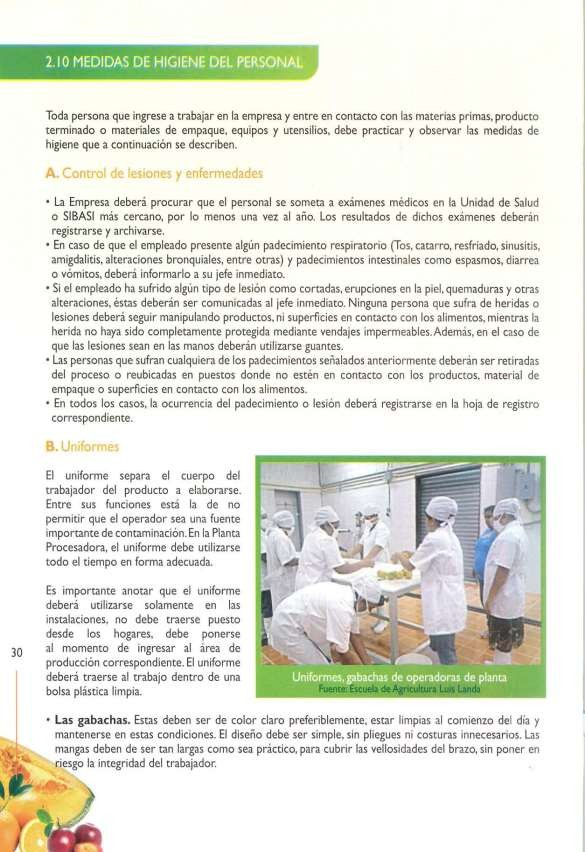 2.10 MEDIDAS DE HIGIENE DEL PERSONAL
Toda persona que ingrese a trabajar en la empresa y entre en contacto con las materias primas, producto
terminado o materiales de empaque, equipos y utensilios, debe practicar y observar las medidas de
higiene que a continuación se describen.
A. Control de lesiones y enfermedades
• La Empresa deberá procurar que el personal se someta a exámenes médicos en la Unidad de Salud
o SIBASI más cercano, por lo menos una vez al año. Los resultados de dichos exámenes deberán
registrarse y archivarse.
• En caso de que el empleado presente algún padecimiento respiratorio (Tos, catarro, resfriado, sinusitis,
amigdalitis, alteraciones bronquiales, entre otras) y padecimientos intestinales como espasmos, diarrea
o vómitos, deberá informarlo a su jefe inmediato.
• Si el empleado ha sufrido algún tipo de lesión como cortadas, erupciones en la piel, quemaduras y otras
alteraciones, éstas deberán ser comunicadas al jefe inmediato. Ninguna persona que sufra de heridas o
lesiones deberá seguir manipulando productos, ni superficies en contacto con los alimentos, mientras la
herida no haya sido completamente protegida mediante vendajes impermeables. Además, en el caso de
que las lesiones sean en las manos deberán utilizarse guantes.
• Las personas que sufran cualquiera de los padecimientos señalados anteriormente deberán ser retiradas
del proceso o reubicadas en puestos donde no estén en contacto con los productos, material de
empaque o superficies en contacto con los alimentos.
• En todos los casos, la ocurrencia del padecimiento o lesión deberá registrarse en la hoja de registro
correspondiente.
B. Uniformes
El uniforme separa el cuerpo del
trabajador del producto a elaborarse.
Entre sus funciones está la de no
permitir que el operador sea una fuente
importante de contaminación. En la Planta
Procesadora, el uniforme debe utilizarse
todo el tiempo en forma adecuada.
Es importante anotar que el uniforme
deberá utilizarse solamente en las
instalaciones, no debe traerse puesto
desde los hogares, debe ponerse
al momento de ingresar al área de
producción correspondiente. El uniforme
deberá traerse al trabajo dentro de una
bolsa plástica limpia.
Uniformes, gabachas de operadoras de planta
Fuente: Escuela de Agricultura Luis Landa
• Las gabachas. Estas deben ser de color claro preferiblemente, estar limpias al comienzo del día y
mantenerse en estas condiciones. El diseño debe ser simple, sin pliegues ni costuras innecesarios. Las
mangas deben de ser tan largas como sea práctico, para cubrir las vellosidades del brazo, sin poner en
riesgo la integridad del trabajador.
30